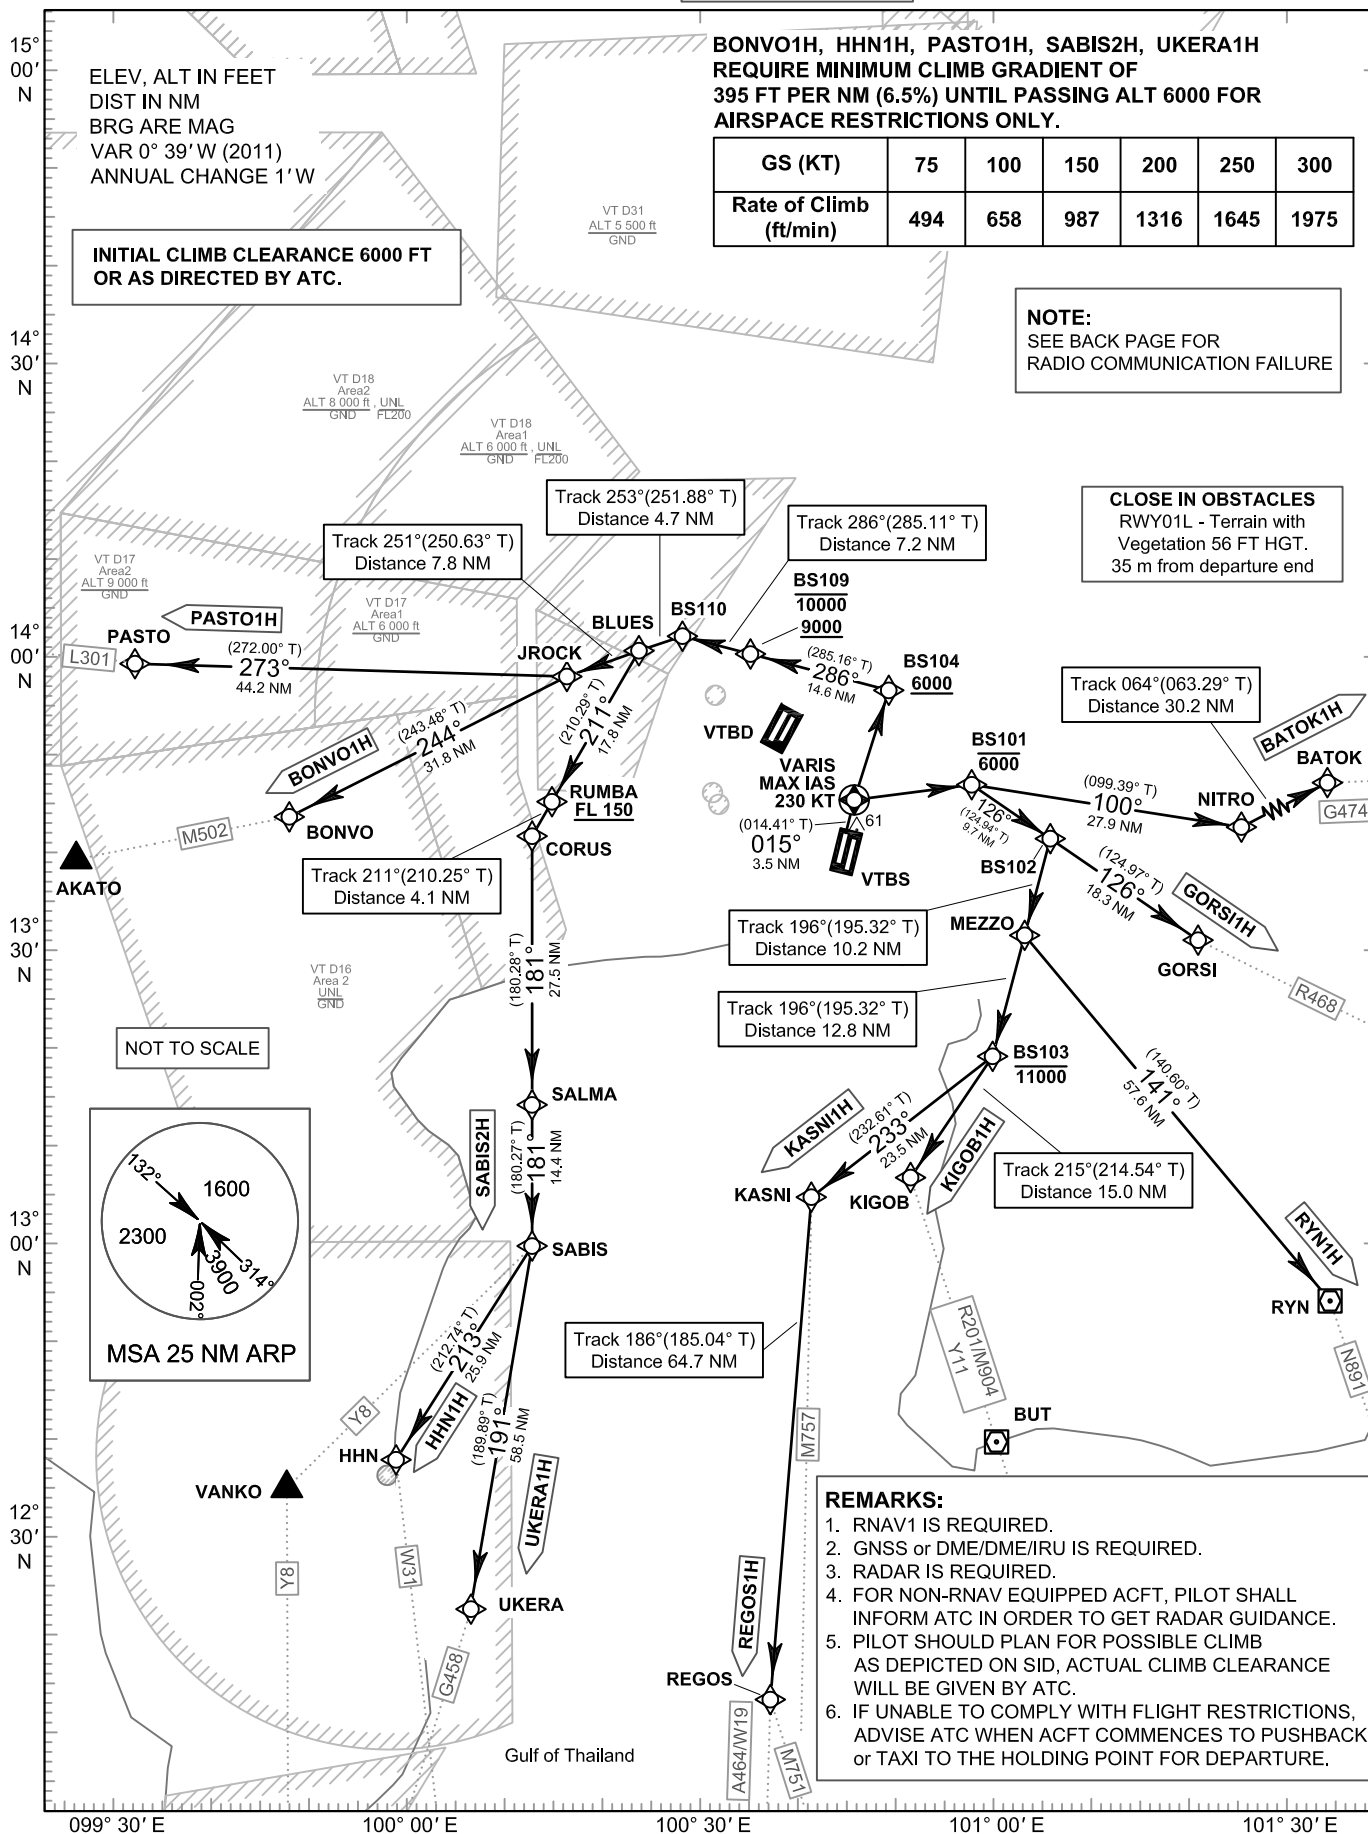 BONVO1H, HHN1H, PASTO1H, SABIS2H, UKERA1H
REQUIRE MINIMUM CLIMB GRADIENT OF
395 FT PER NM (6.5%) UNTIL PASSING ALT 6000 FOR
AIRSPACE RESTRICTIONS ONLY.
GS (KT) 75 100 150 200 250 300
Rate of Climb
(ft/min) 494 658 987 1316 1645 1975
15°
00′
N
ELEV, ALT IN FEET
DIST IN NM
BRG ARE MAG
VAR 0° 39′ W (2011)
ANNUAL CHANGE 1′ W
INITIAL CLIMB CLEARANCE 6000 FT
OR AS DIRECTED BY ATC.
VT D31
ALT 5 500 ft
GND
NOTE:
SEE BACK PAGE FOR
RADIO COMMUNICATION FAILURE
14°
30′
N
VT D18
Area2
ALT 8 000 ft , UNL
GND FL200
VT D18
Area1
ALT 6 000 ft , UNL
GND FL200
CLOSE IN OBSTACLES
RWY01L - Terrain with
Vegetation 56 FT HGT.
35 m from departure end
Track 253°(251.88° T)
Distance 4.7 NM
Track 251°(250.63° T)
Distance 7.8 NM
Track 286°(285.11° T)
Distance 7.2 NM
VT D17
Area2
ALT 9 000 ft
GND
VT D17
Area1
ALT 6 000 ft
GND
BS109
10000
9000
14°
00′
N
L301
PASTO
PASTO1H
(272.00° T)
273°
44.2 NM
JROCK
BLUES
BS110
(285.16° T)
286°
14.6 NM
BS104
6000
Track 064°(063.29° T)
Distance 30.2 NM
BATOK1H
BATOK
G474
NITRO
(099.39° T)
100°
27.9 NM
BS101
6000
VTBD
VARIS
MAX IAS
230 KT
61
(014.41° T)
015°
3.5 NM
VTBS
126°
(124.94° T)
9.7 NM
BS102
(124.97° T)
126°
18.3 NM
GORSI1H
GORSI
R468
BONVO1H
(243.48° T)
244°
31.8 NM
BONVO
M502
AKATO
(210.29° T)
211°
17.8 NM
RUMBA
FL 150
CORUS
Track 211°(210.25° T)
Distance 4.1 NM
Track 196°(195.32° T)
Distance 10.2 NM
MEZZO
13°
30′
N
VT D16
Area 2
UNL
GND
(180.28° T)
181°
27.5 NM
Track 196°(195.32° T)
Distance 12.8 NM
BS103
11000
NOT TO SCALE
SALMA
(140.60° T)
141°
57.6 NM
SABIS2H
(180.27° T)
181°
14.4 NM
KASNI1H
(232.61° T)
233°
23.5 NM
KIGOB1H
Track 215°(214.54° T)
Distance 15.0 NM
KASNI
KIGOB
132°
1600
2300
3900
314°
002°
MSA 25 NM ARP
13°
00′
N
SABIS
RYN1H
RYN
N891
R201/M904
Y11
Track 186°(185.04° T)
Distance 64.7 NM
(212.74° T)
213°
25.9 NM
HHN1H
HHN
Y8
VANKO
(189.89° T)
191°
58.5 NM
UKERA1H
M757
BUT
12°
30′
N
Y8
W31
UKERA
G458
REGOS1H
REGOS
A464/W19
M751
Gulf of Thailand
REMARKS:
1. RNAV1 IS REQUIRED.
2. GNSS or DME/DME/IRU IS REQUIRED.
3. RADAR IS REQUIRED.
4. FOR NON-RNAV EQUIPPED ACFT, PILOT SHALL
INFORM ATC IN ORDER TO GET RADAR GUIDANCE.
5. PILOT SHOULD PLAN FOR POSSIBLE CLIMB
AS DEPICTED ON SID, ACTUAL CLIMB CLEARANCE
WILL BE GIVEN BY ATC.
6. IF UNABLE TO COMPLY WITH FLIGHT RESTRICTIONS,
ADVISE ATC WHEN ACFT COMMENCES TO PUSHBACK
or TAXI TO THE HOLDING POINT FOR DEPARTURE.
099° 30′ E
100° 00′ E
100° 30′ E
101° 00′ E
101° 30′ E